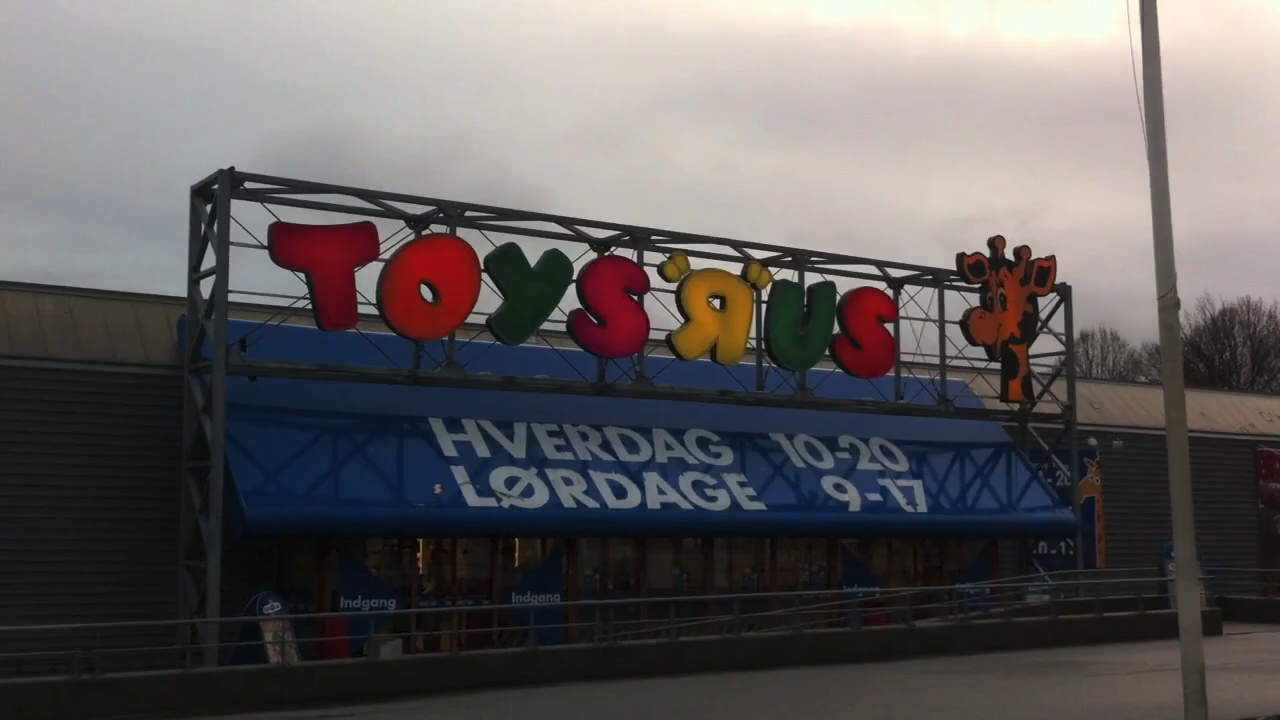 TOYS"R"US
HVERDAG 10-20
LØRDAGE 9-17
Indgang
Indgang